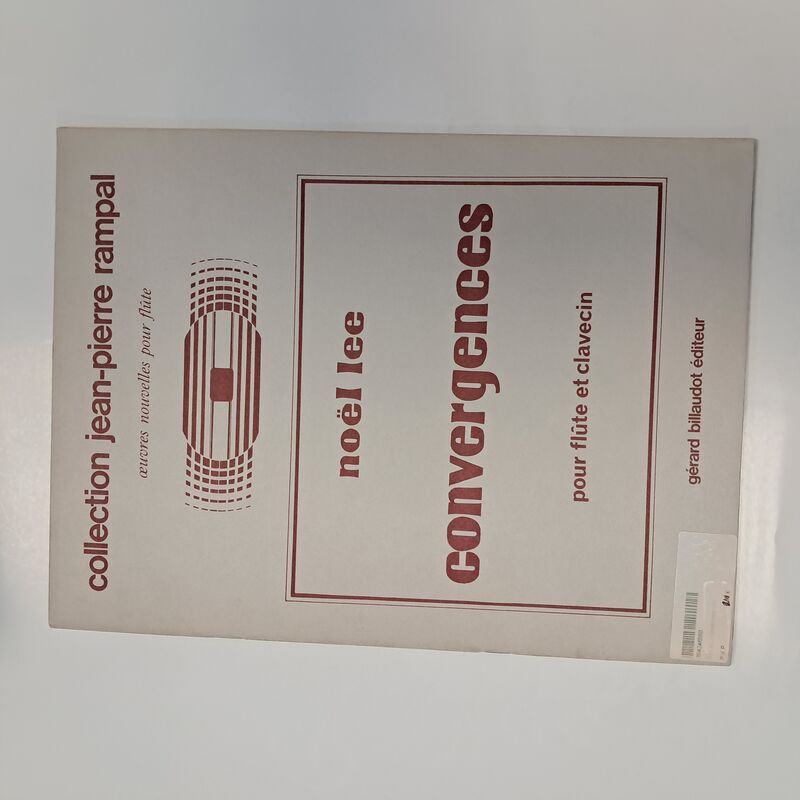 collection jean-pierre rampal
œuvres nouvelles pour flûte
noël lee
convergences
pour flûte et clavecin
gérard billaudot éditeur